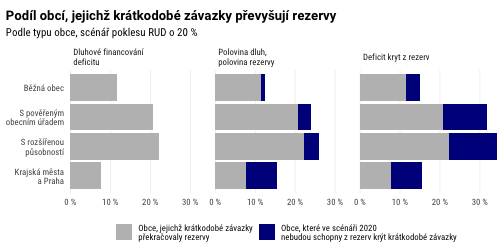 Podíl obcí, jejichž krátkodobé závazky převyšují rezervy
Podle typu obce, scénář poklesu RUD o 20 %
Dluhové financování
deficitu
Polovina dluh,
polovina rezervy
Deficit kryt z rezerv
Běžná obec
S pověřeným
obecním úřadem
S rozšířenou
působností
Krajská města
a Praha
0 % 10 % 20 % 30 % 0 % 10 % 20 % 30 % 0 % 10 % 20 % 30 %
Obce, jejichž krátkodobé závazky
překračovaly rezervy
Obce, které ve scénáři 2020
nebudou schopny z rezerv krýt krátkodobé závazky